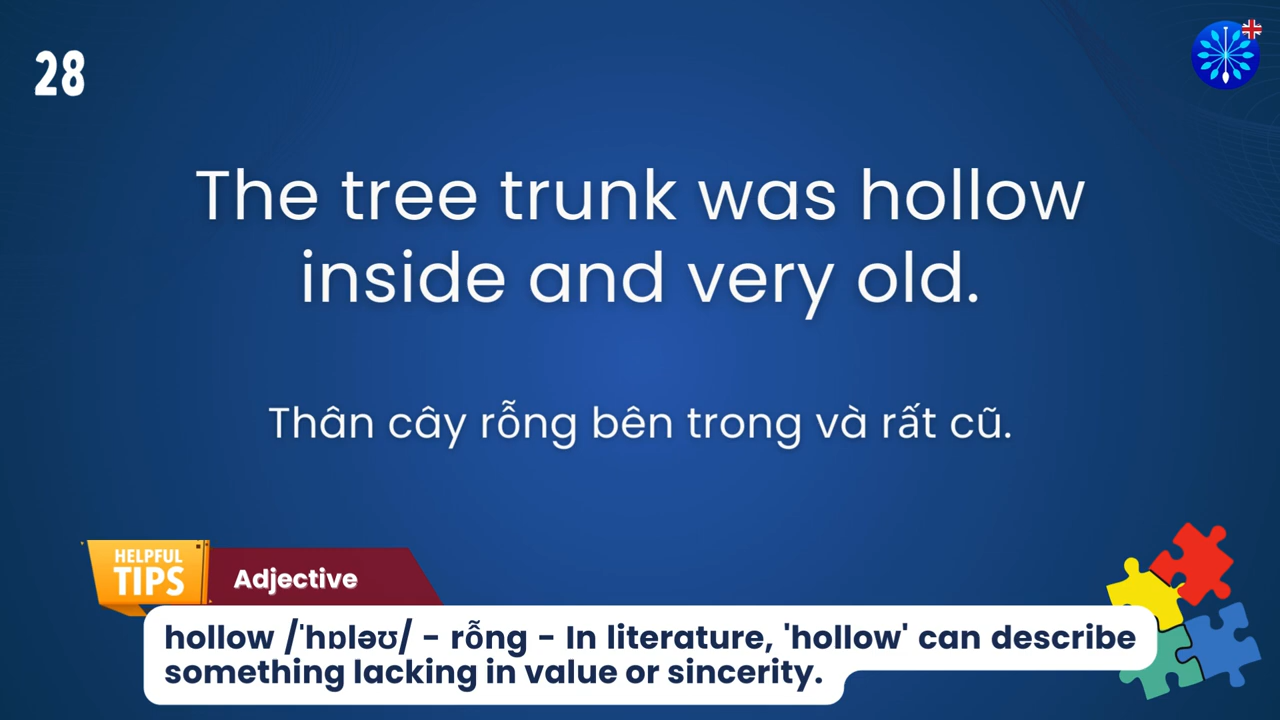 28
The tree trunk was hollow
inside and very old.
Thân cây rỗng bên trong và rất cũ.
HELPFUL
TIPS
Adjective
hollow /ˈhɒləʊ/ - rỗng - In literature, 'hollow' can describe
something lacking in value or sincerity.